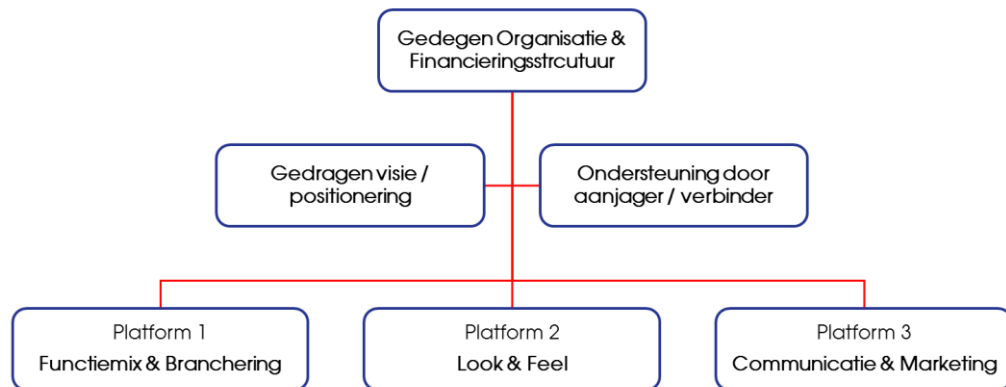 Gedegen Organisatie &
Financieringsstrcutuur
Gedragen visie /
positionering
Ondersteuning door
aanjager / verbinder
Platform 1
Functiemix & Branchering
Platform 2
Look & Feel
Platform 3
Communicatie & Marketing